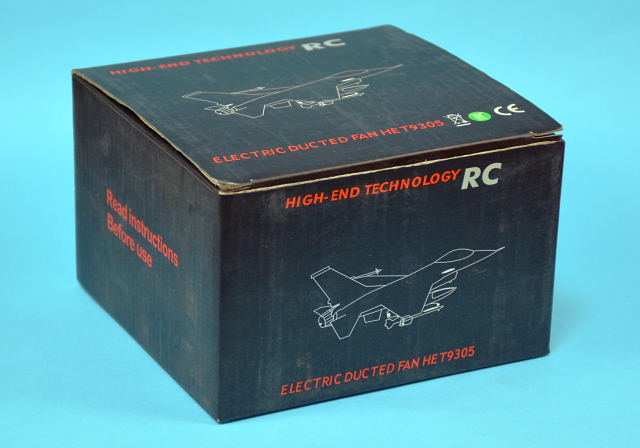 HIGH-END TECHNOLOGY RC
ELECTRIC DUCTED FAN HET9305
CE
HIGH-END TECHNOLOGY RC
ELECTRIC DUCTED FAN HET9305
Read instructions
Before use